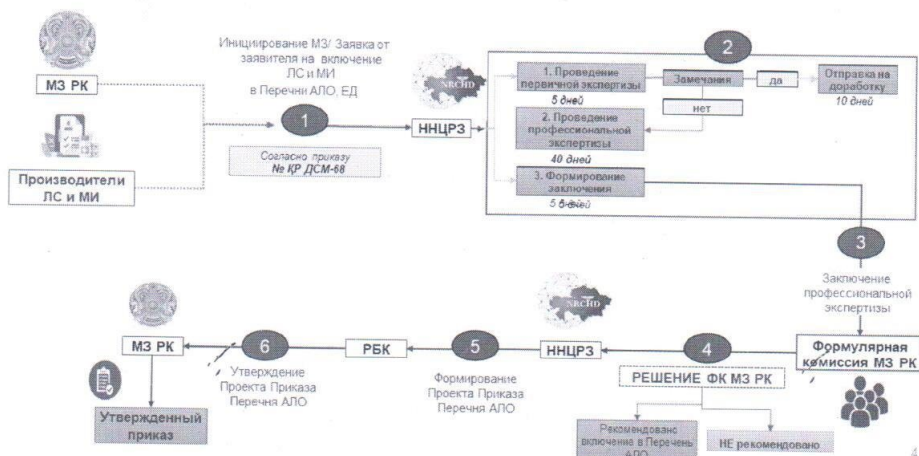 Инициирование МЗ/ Заявка от
заявителя на включение
ЛС и МИ
в Перечни АЛО, ЕД
МЗ РК
Производители
ЛС и МИ
1
Согласно приказу
№ ҚР ДСМ-68
NRCHD
ННЦРЗ
2
1. Проведение
первичной экспертизы
5 дней
Замечания
да
нет
Отправка на
доработку
10 дней
2. Проведение
профессиональной
экспертизы
40 дней
3. Формирование
заключения
5 дней
3
Заключение
профессиональной
экспертизы
Формулярная
комиссия МЗ РК
4
РЕШЕНИЕ ФК МЗ РК
Рекомендовано
включение в Перечень
АЛО
НЕ рекомендовано
NRCHD
ННЦРЗ
5
Формирование
Проекта Приказа
Перечня АЛО
РБК
6
Утверждение
Проекта Приказа
Перечня АЛО
МЗ РК
Утвержденный
приказ